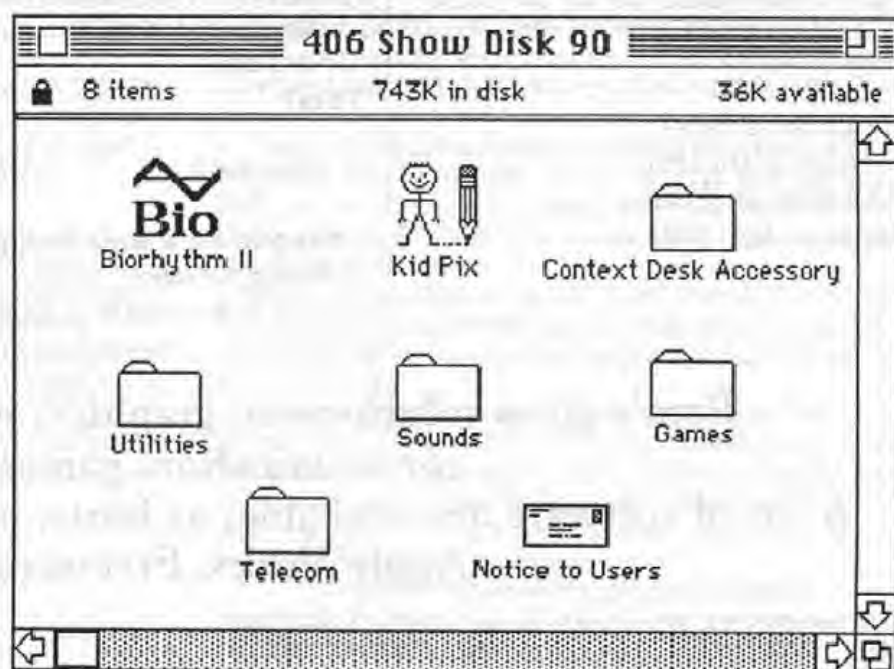 406 Show Disk 90
8 items 743K in disk 36K available
Bio
Biorhythm II Kid Pix Context Desk Accessory
Utilities Sounds Games
Telecom Notice to Users